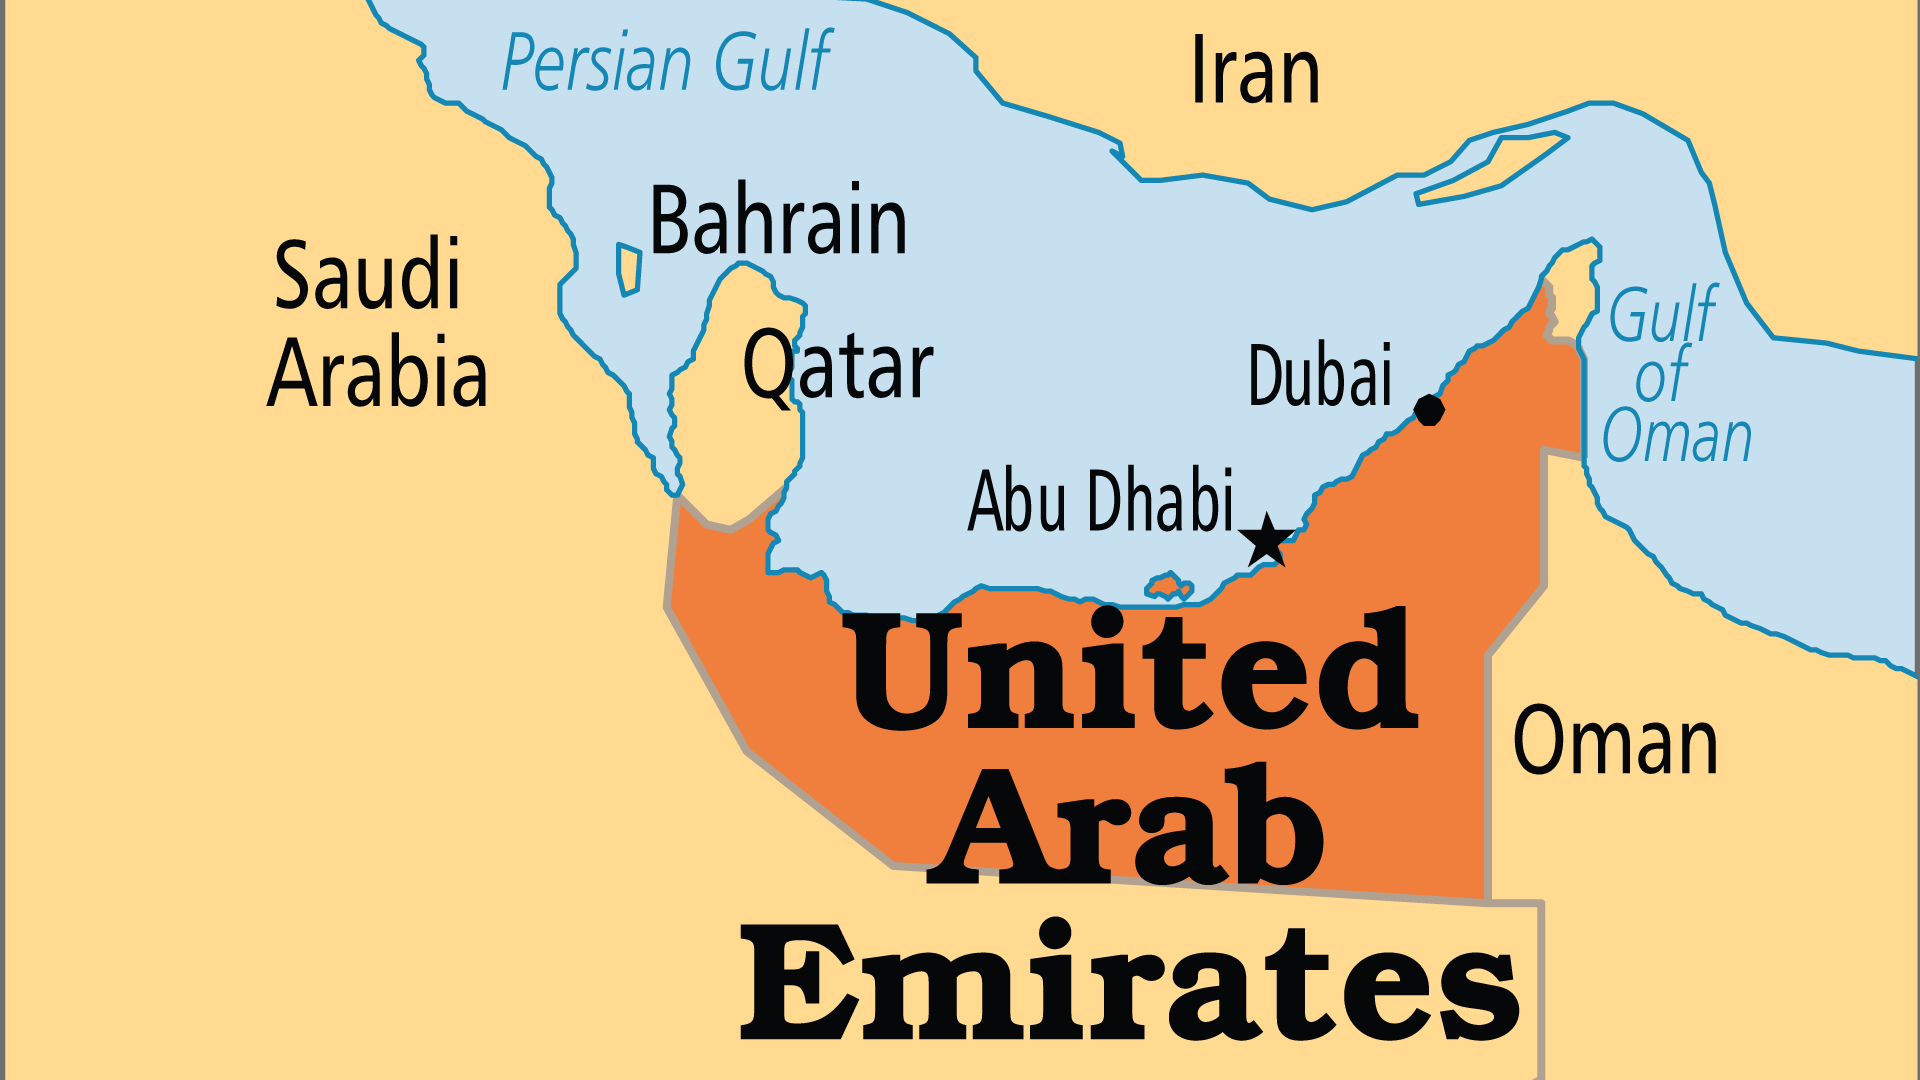 Persian Gulf
Iran
Bahrain
Saudi
Arabia
Qatar
Dubai
Gulf
of
Oman
Abu Dhabi
United
Arab
Emirates
Oman